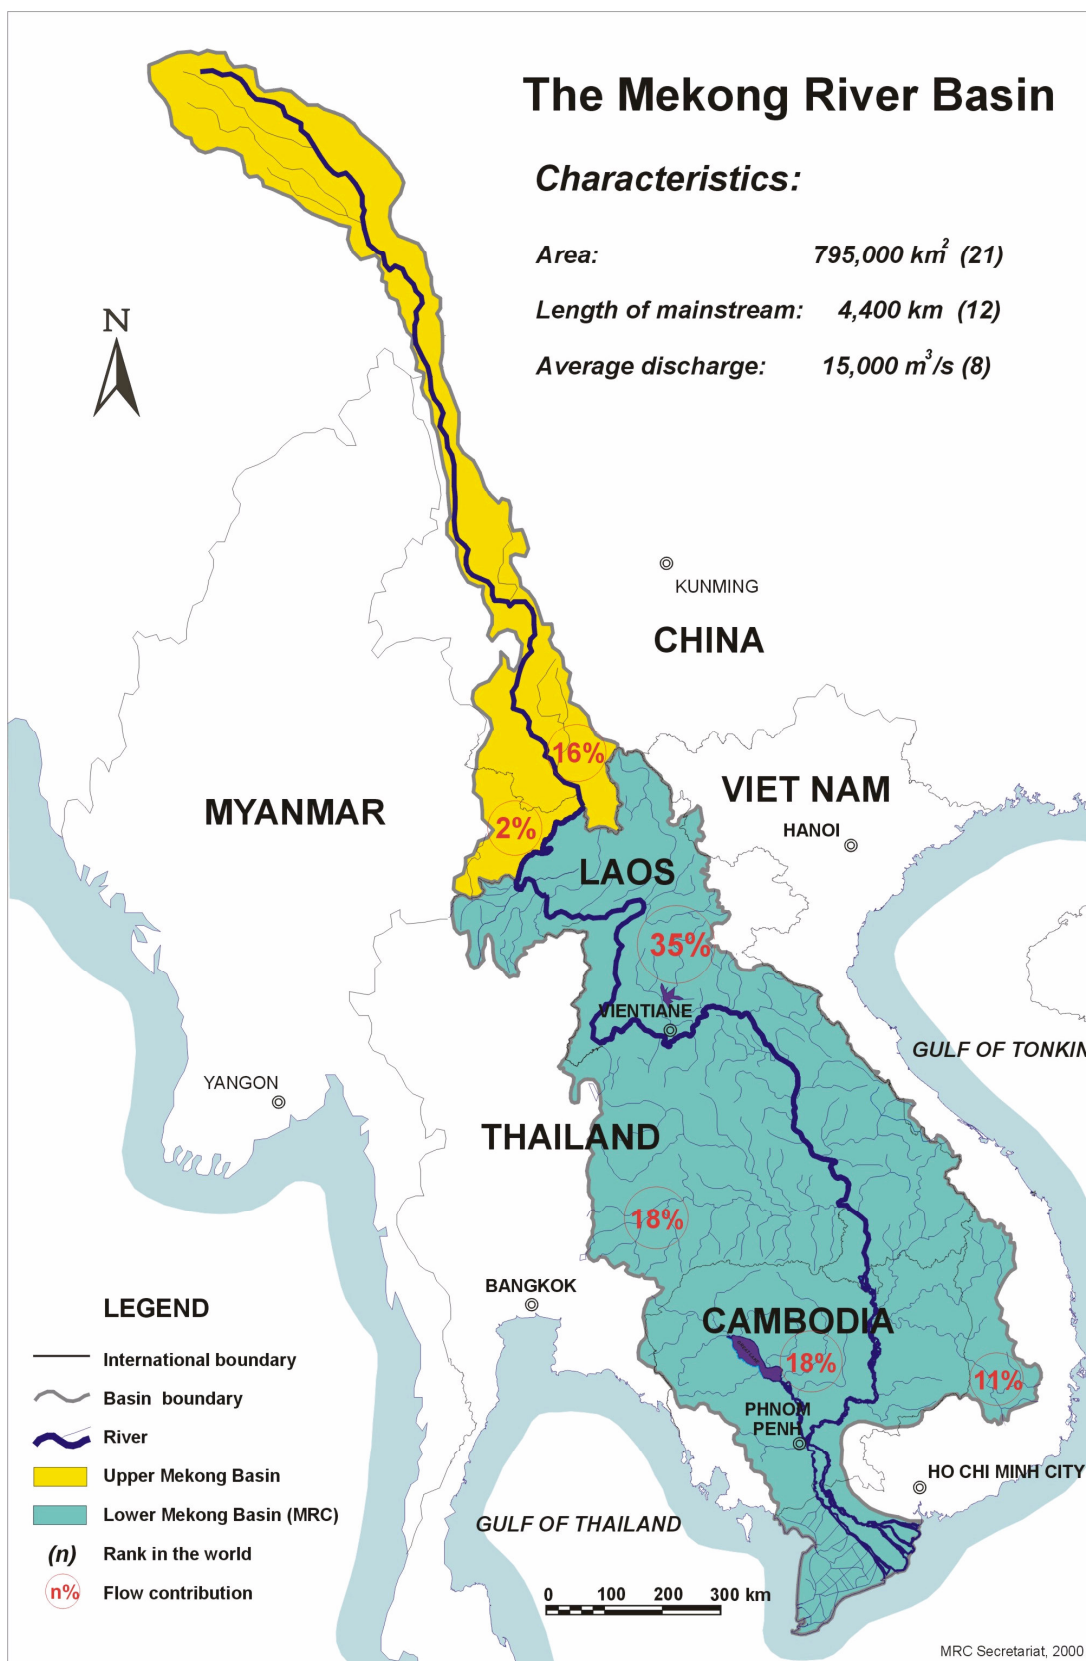 The Mekong River Basin
Characteristics:
Area: 795,000 km² (21)
Length of mainstream: 4,400 km (12)
Average discharge: 15,000 m³/s (8)
N
KUNMING
CHINA
16%
MYANMAR
VIET NAM
2%
HANOI
LAOS
35%
VIENTIANE
GULF OF TONKIN
YANGON
THAILAND
18%
BANGKOK
CAMBODIA
18%
11%
PHNOM
PENH
HO CHI MINH CITY
GULF OF THAILAND
LEGEND
International boundary
Basin boundary
River
Upper Mekong Basin
Lower Mekong Basin (MRC)
(n) Rank in the world
n% Flow contribution
0 100 200 300 km
MRC Secretariat, 2000